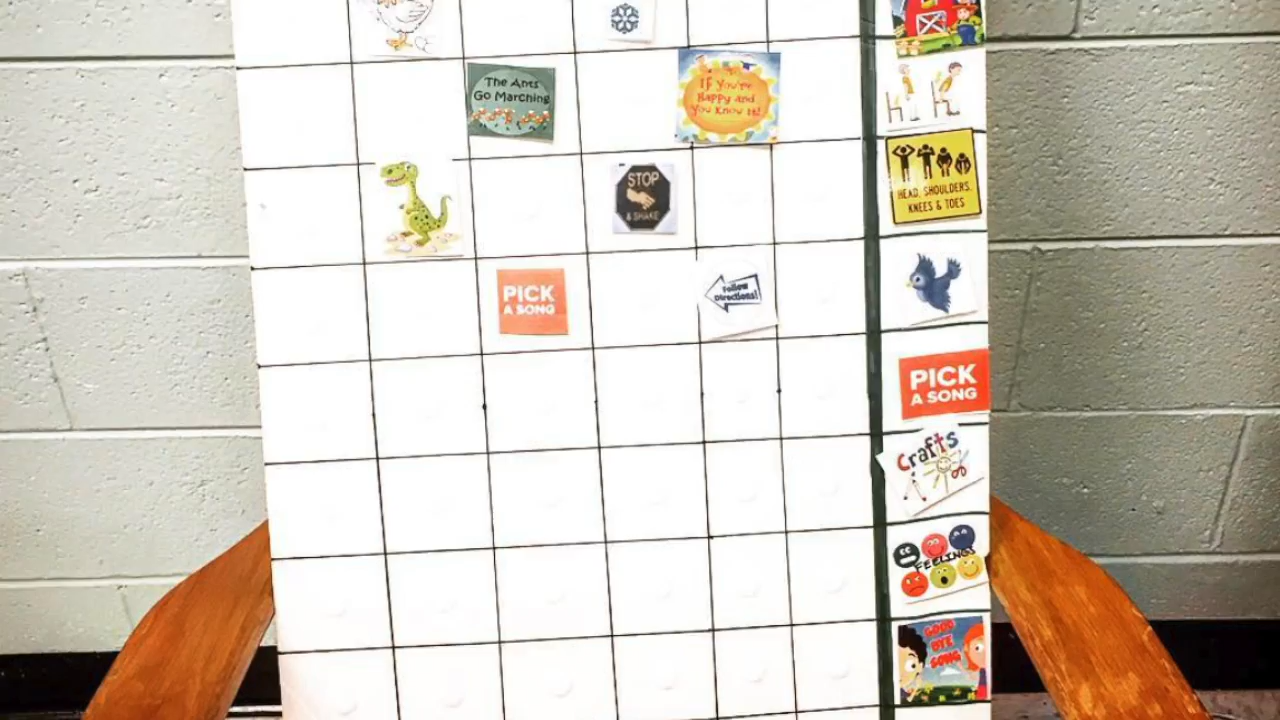 The Ants
Go Marching
If You're
Happy and
You Know It!
STOP
& SHAKE
HEAD, SHOULDERS,
KNEES & TOES
PICK
A SONG
Follow
Directions!
PICK
A SONG
Crafts
FEELINGS
GOOD
BYE
SONG